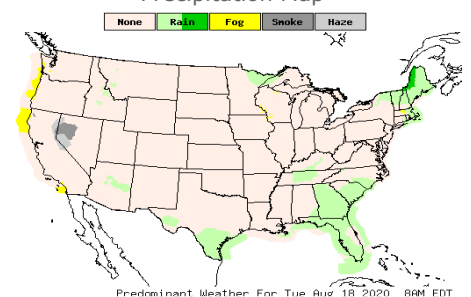 Precipitation Map
None Rain Fog Smoke Haze
Predominant Weather For Tue Aug 18 2020 8AM EDT